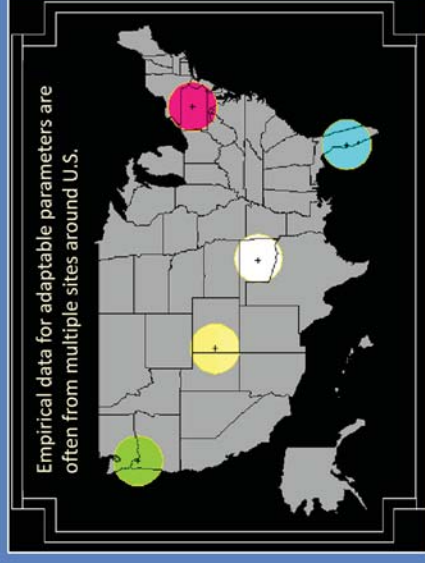 Empirical data for adaptable parameters are
often from multiple sites around U.S.